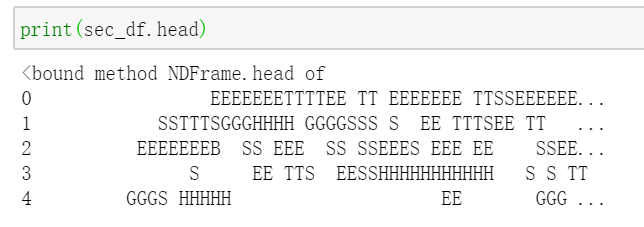 print(sec_df.head)
<bound method NDFrame.head of
0                 EEEEEEETTTTEE TT EEEEEEE TTSSEEEEEE...
1            SSTTTSGGGHHHH GGGGSSS S  EE TTTSEE TT   ...
2          EEEEEEEB  SS EEE  SS SSEEES EEE EE    SSEE...
3               S     EE TTS  EESSHHHHHHHHHHH   S S TT
4         GGGS HHHHH                    EE       GGG ...